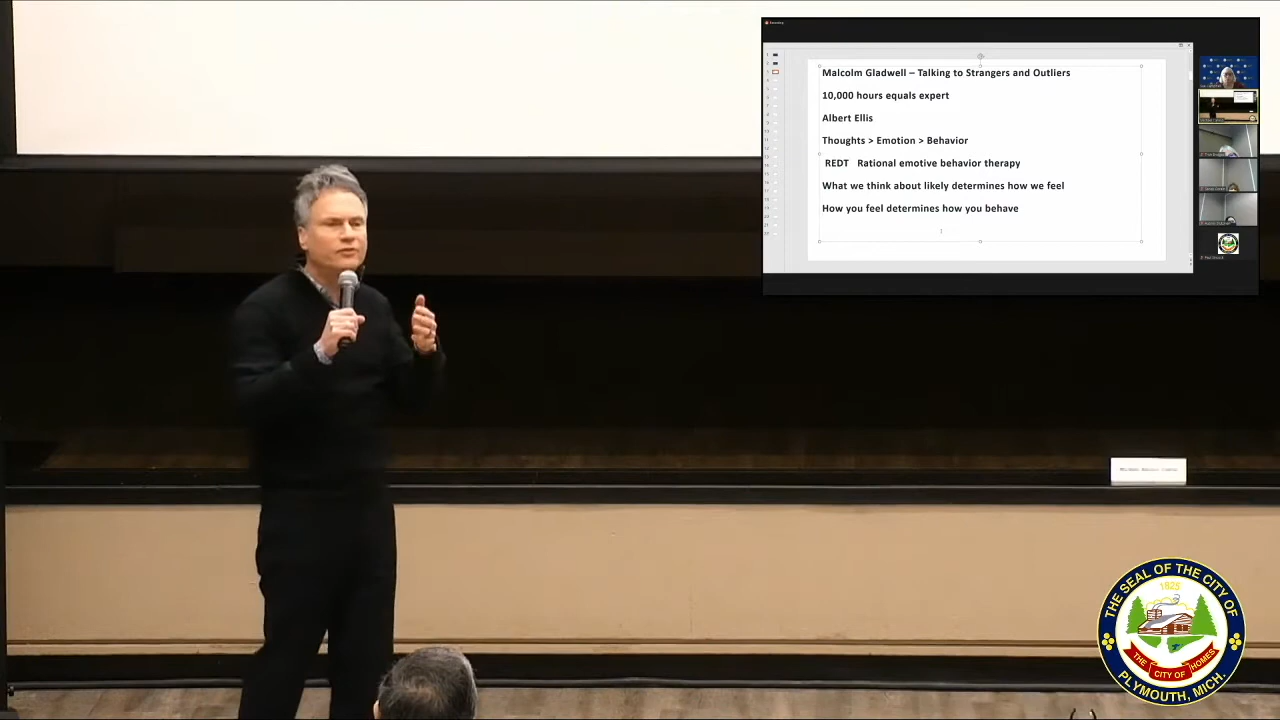 Malcolm Gladwell – Talking to Strangers and Outliers
10,000 hours equals expert
Albert Ellis
Thoughts > Emotion > Behavior
REDT Rational emotive behavior therapy
What we think about likely determines how we feel
How you feel determines how you behave
THE SEAL OF THE CITY OF
1825
THE CITY OF HOMES
PLYMOUTH, MICH.